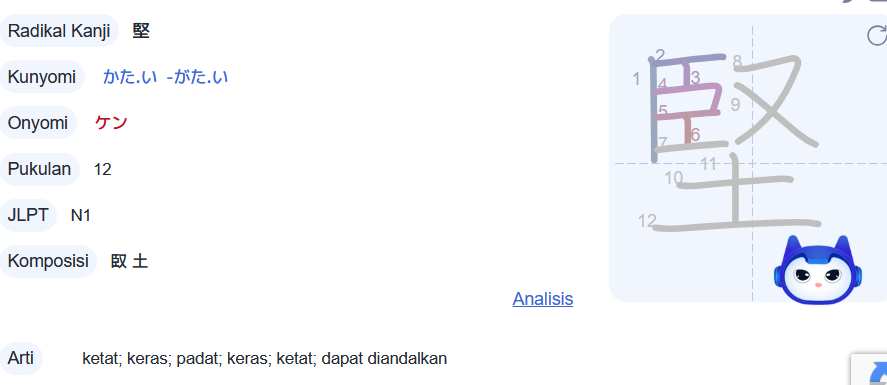 Radikal Kanji 堅
Kunyomi かた.い -がた.い
Onyomi ケン
Pukulan 12
JLPT N1
Komposisi 臤 土
Analisis
Arti ketat; keras; padat; keras; ketat; dapat diandalkan
1
2
3
4
5
6
7
8
9
10
11
12
堅